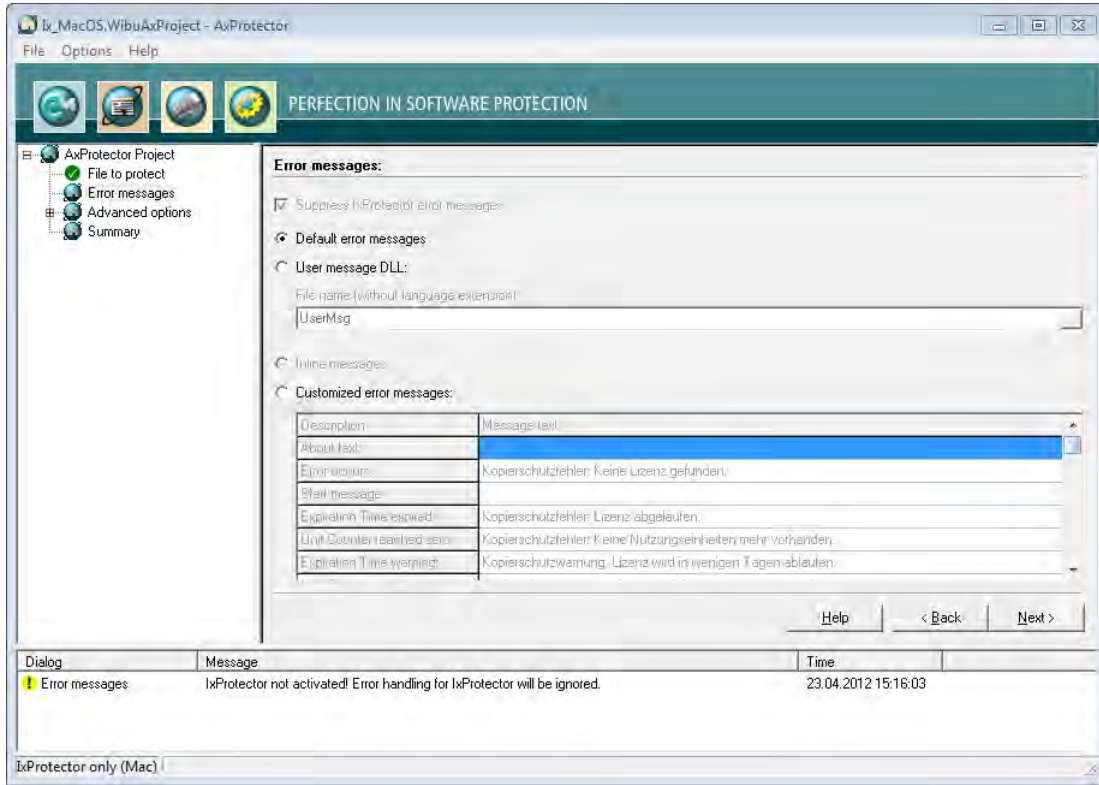 Ix_MacOS.WibuAxProject - AxProtector
File Options Help
PERFECTION IN SOFTWARE PROTECTION
AxProtector Project
File to protect
Error messages
Advanced options
Summary
Error messages:
Suppress IxProtector error messages
Default error messages
User message DLL:
File name (without language extension)
UserMsg
Inline messages
Customized error messages:
Description Message text
About text:
Error occurs: Kopierschutzfehler: Keine Lizenz gefunden.
Start message:
Expiration Time expired: Kopierschutzfehler: Lizenz abgelaufen.
Unit Counter reached zero: Kopierschutzfehler: Keine Nutzungseinheiten mehr vorhanden.
Expiration Time warning: Kopierschutzwarnung: Lizenz wird in wenigen Tagen ablaufen.
Help < Back Next >
Dialog Message Time
Error messages IxProtector not activated! Error handling for IxProtector will be ignored. 23.04.2012 15:16:03
IxProtector only (Mac)